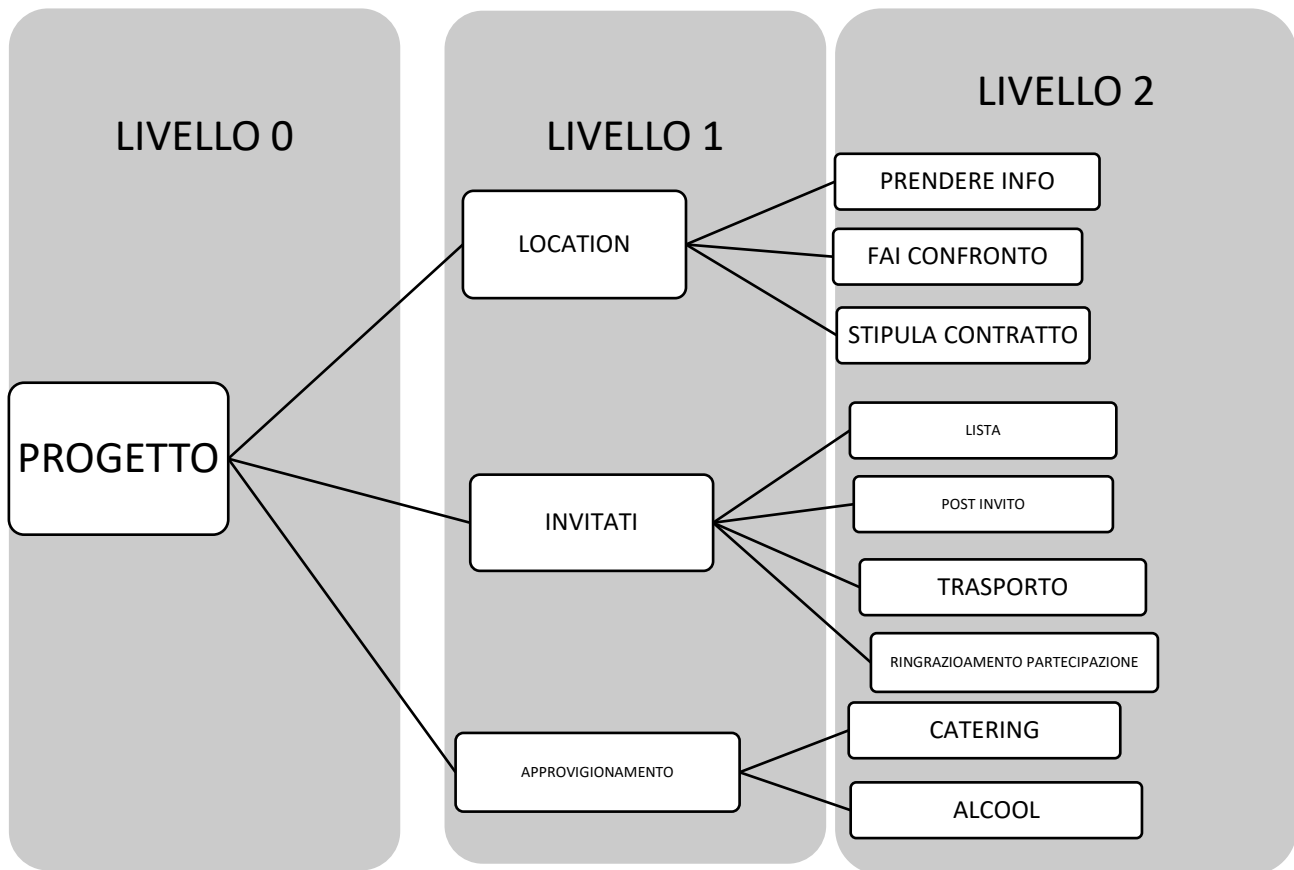 LIVELLO 0
LIVELLO 1
LIVELLO 2
PROGETTO
LOCATION
PRENDERE INFO
FAI CONFRONTO
STIPULA CONTRATTO
INVITATI
LISTA
POST INVITO
TRASPORTO
RINGRAZIOAMENTO PARTECIPAZIONE
APPROVIGIONAMENTO
CATERING
ALCOOL